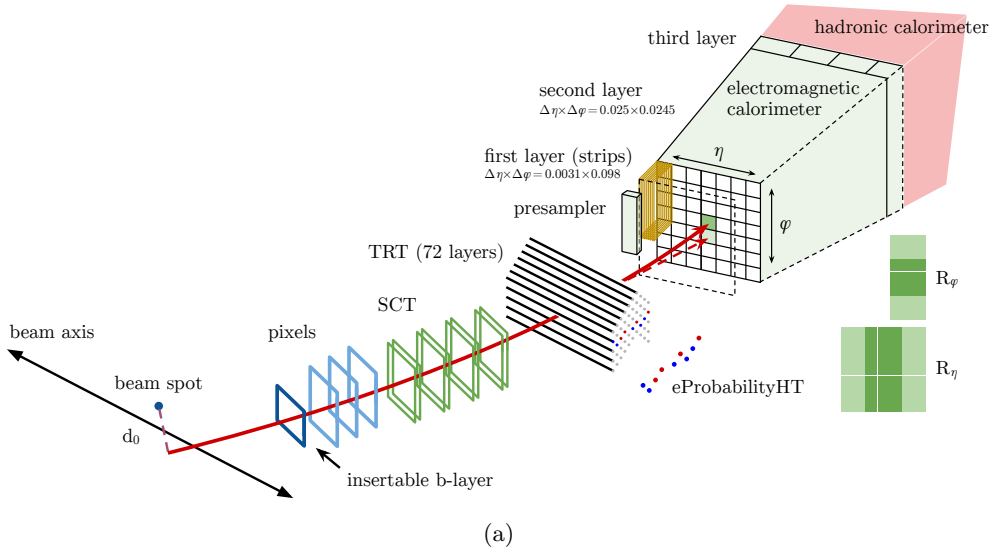 hadronic calorimeter
third layer
electromagnetic
calorimeter
second layer
Δη×Δφ=0.025×0.0245
η
first layer (strips)
Δη×Δφ=0.0031×0.098
presampler
φ
TRT (72 layers)
R_φ
SCT
beam axis
pixels
R_η
beam spot
eProbabilityHT
d_0
insertable b-layer
(a)